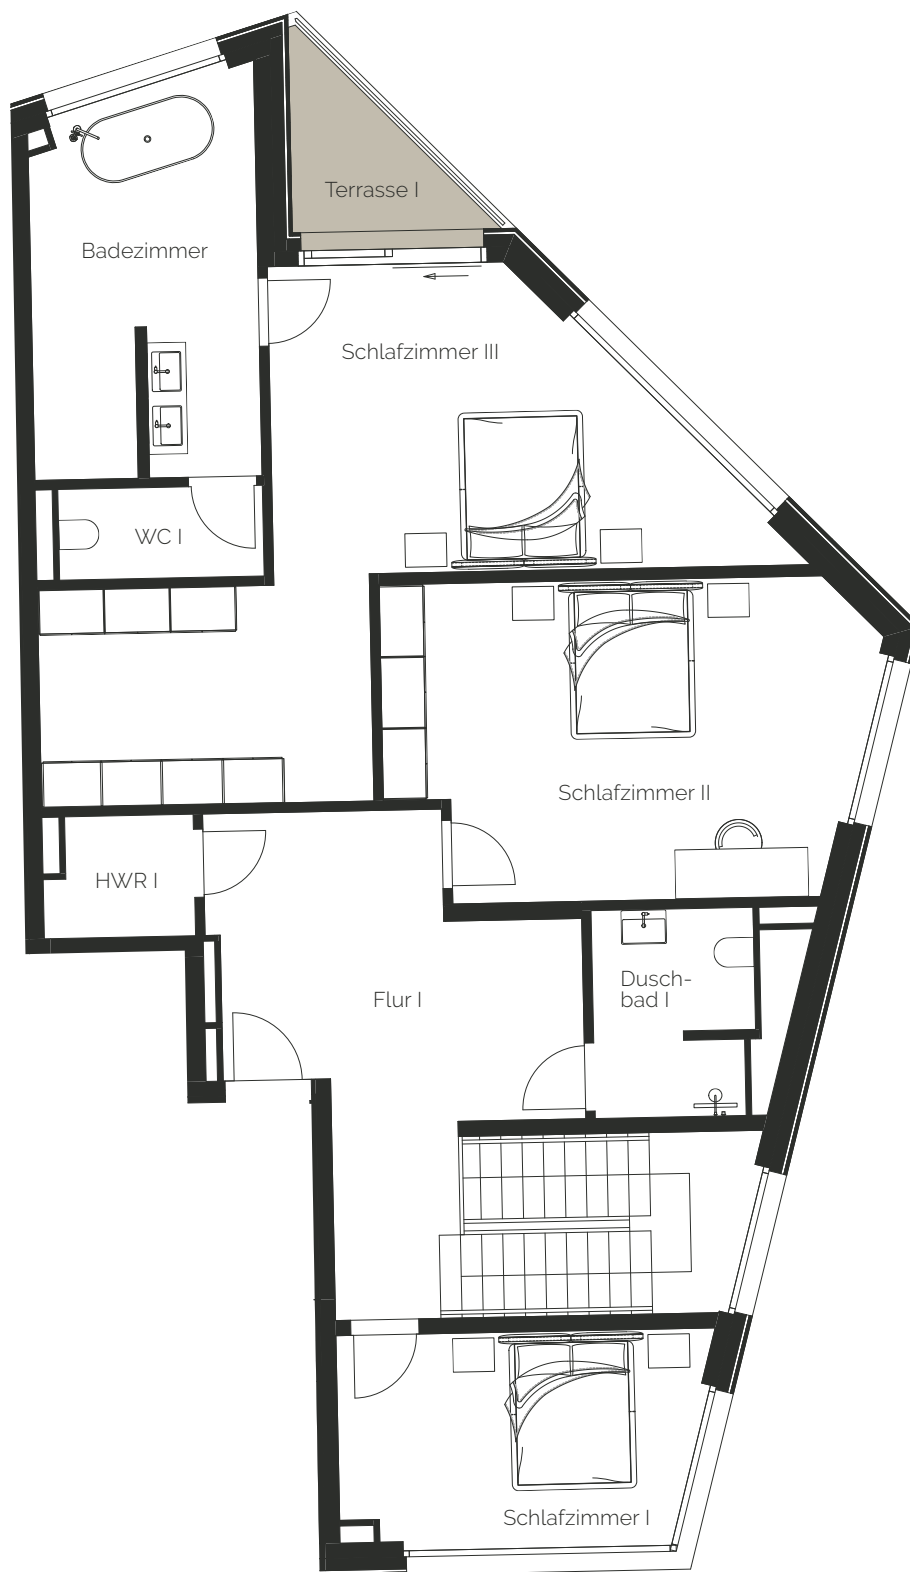 Terrasse I
Badezimmer
Schlafzimmer III
WC I
Schlafzimmer II
HWR I
Dusch-
bad I
Flur I
Schlafzimmer I